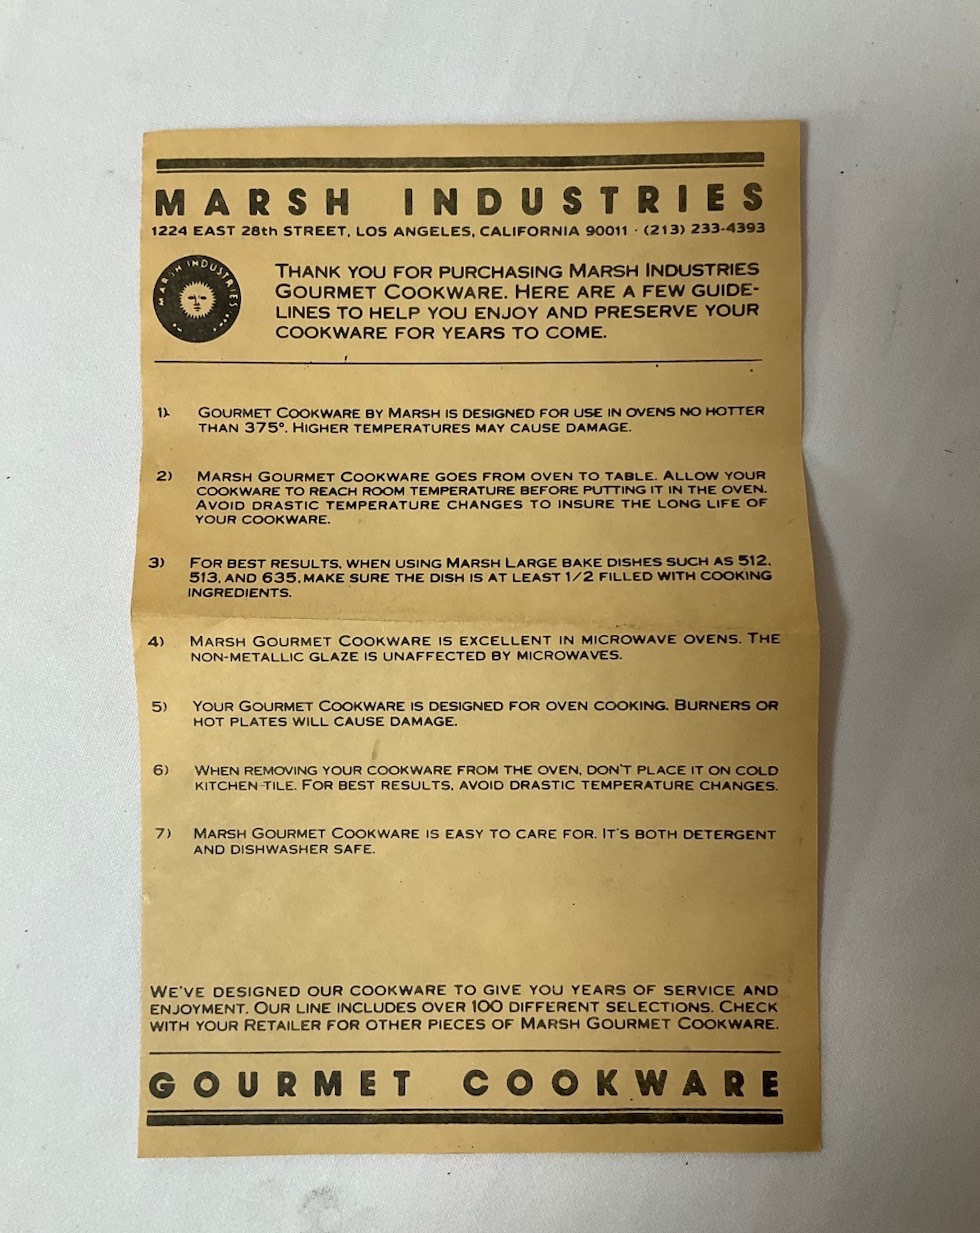 MARSH INDUSTRIES
1224 EAST 28th STREET, LOS ANGELES, CALIFORNIA 90011 · (213) 233-4393
MARSH INDUSTRIES
THANK YOU FOR PURCHASING MARSH INDUSTRIES
GOURMET COOKWARE. HERE ARE A FEW GUIDE-
LINES TO HELP YOU ENJOY AND PRESERVE YOUR
COOKWARE FOR YEARS TO COME.
1) GOURMET COOKWARE BY MARSH IS DESIGNED FOR USE IN OVENS NO HOTTER
THAN 375°. HIGHER TEMPERATURES MAY CAUSE DAMAGE.
2) MARSH GOURMET COOKWARE GOES FROM OVEN TO TABLE. ALLOW YOUR
COOKWARE TO REACH ROOM TEMPERATURE BEFORE PUTTING IT IN THE OVEN.
AVOID DRASTIC TEMPERATURE CHANGES TO INSURE THE LONG LIFE OF
YOUR COOKWARE.
3) FOR BEST RESULTS, WHEN USING MARSH LARGE BAKE DISHES SUCH AS 512,
513, AND 635, MAKE SURE THE DISH IS AT LEAST 1/2 FILLED WITH COOKING
INGREDIENTS.
4) MARSH GOURMET COOKWARE IS EXCELLENT IN MICROWAVE OVENS. THE
NON-METALLIC GLAZE IS UNAFFECTED BY MICROWAVES.
5) YOUR GOURMET COOKWARE IS DESIGNED FOR OVEN COOKING. BURNERS OR
HOT PLATES WILL CAUSE DAMAGE.
6) WHEN REMOVING YOUR COOKWARE FROM THE OVEN, DON'T PLACE IT ON COLD
KITCHEN TILE. FOR BEST RESULTS, AVOID DRASTIC TEMPERATURE CHANGES.
7) MARSH GOURMET COOKWARE IS EASY TO CARE FOR. IT'S BOTH DETERGENT
AND DISHWASHER SAFE.
WE'VE DESIGNED OUR COOKWARE TO GIVE YOU YEARS OF SERVICE AND
ENJOYMENT. OUR LINE INCLUDES OVER 100 DIFFERENT SELECTIONS. CHECK
WITH YOUR RETAILER FOR OTHER PIECES OF MARSH GOURMET COOKWARE.
GOURMET COOKWARE